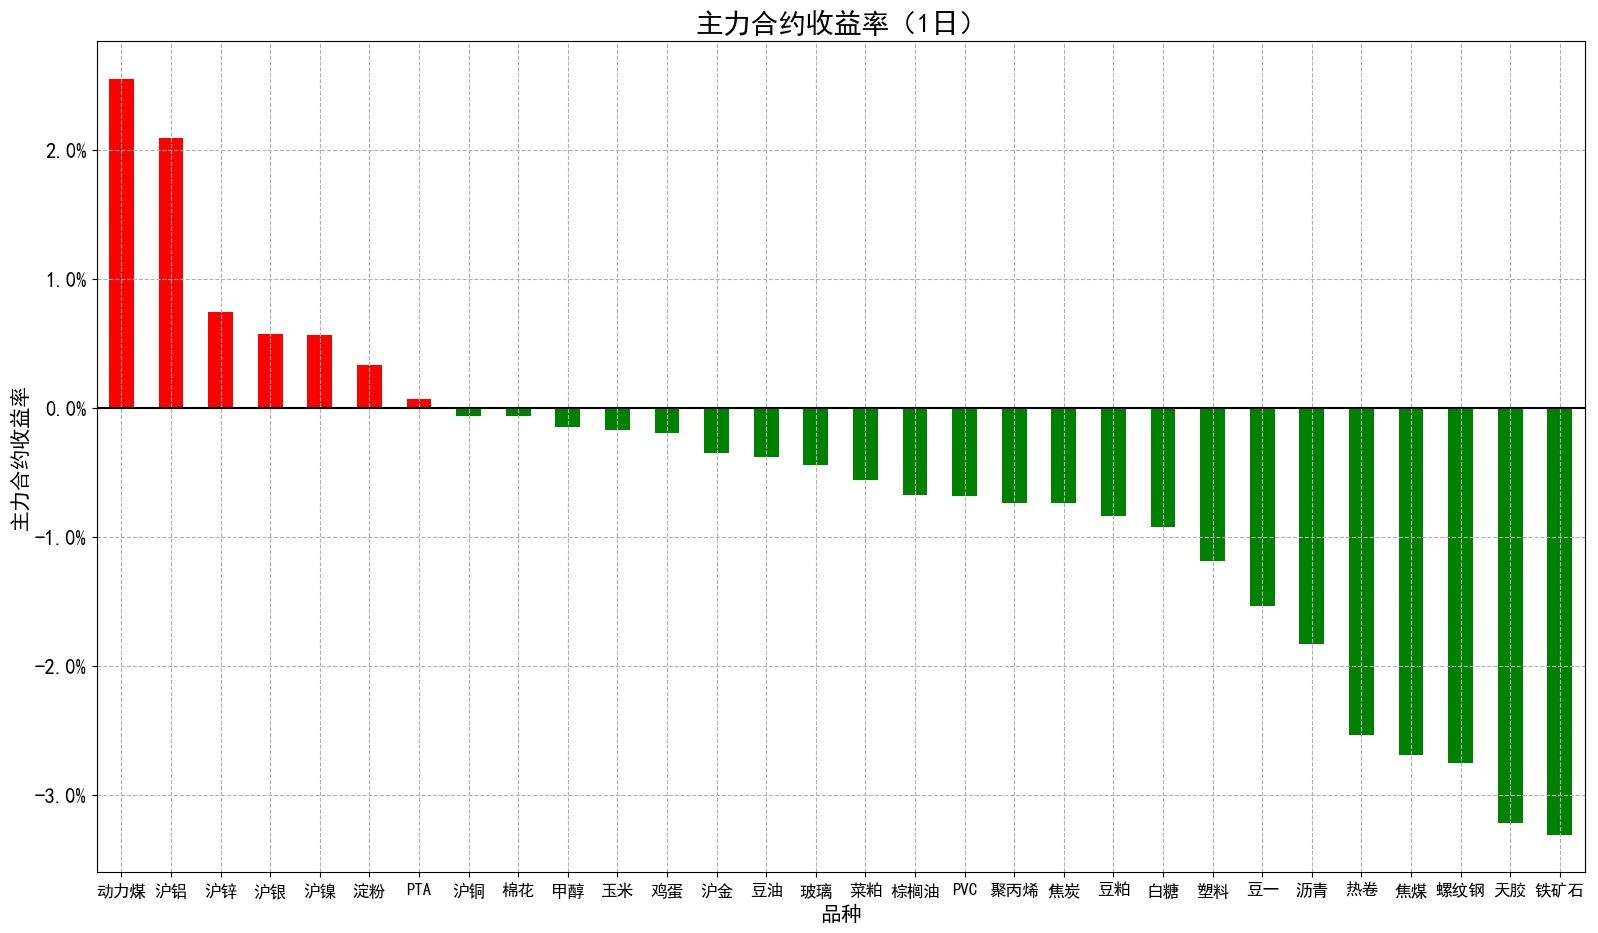 主力合约收益率（1日）
主力合约收益率
2.0%
1.0%
0.0%
−1.0%
−2.0%
−3.0%
动力煤 沪铝 沪锌 沪银 沪镍 淀粉 PTA 沪铜 棉花 甲醇 玉米 鸡蛋 沪金 豆油 玻璃 菜粕 棕榈油 PVC 聚丙烯 焦炭 豆粕 白糖 塑料 豆一 沥青 热卷 焦煤 螺纹钢 天胶 铁矿石
品种